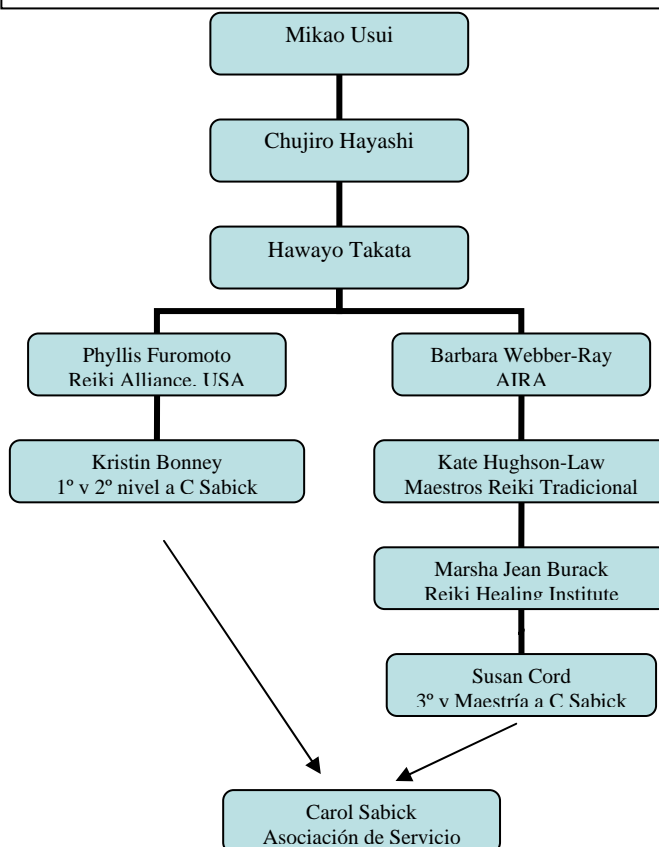 Mikao Usui
Chujiro Hayashi
Hawayo Takata
Phyllis Furomoto
Reiki Alliance, USA
Barbara Webber-Ray
AIRA
Kristin Bonney
1º y 2º nivel a C Sabick
Kate Hughson-Law
Maestros Reiki Tradicional
Marsha Jean Burack
Reiki Healing Institute
Susan Cord
3º y Maestría a C Sabick
Carol Sabick
Asociación de Servicio